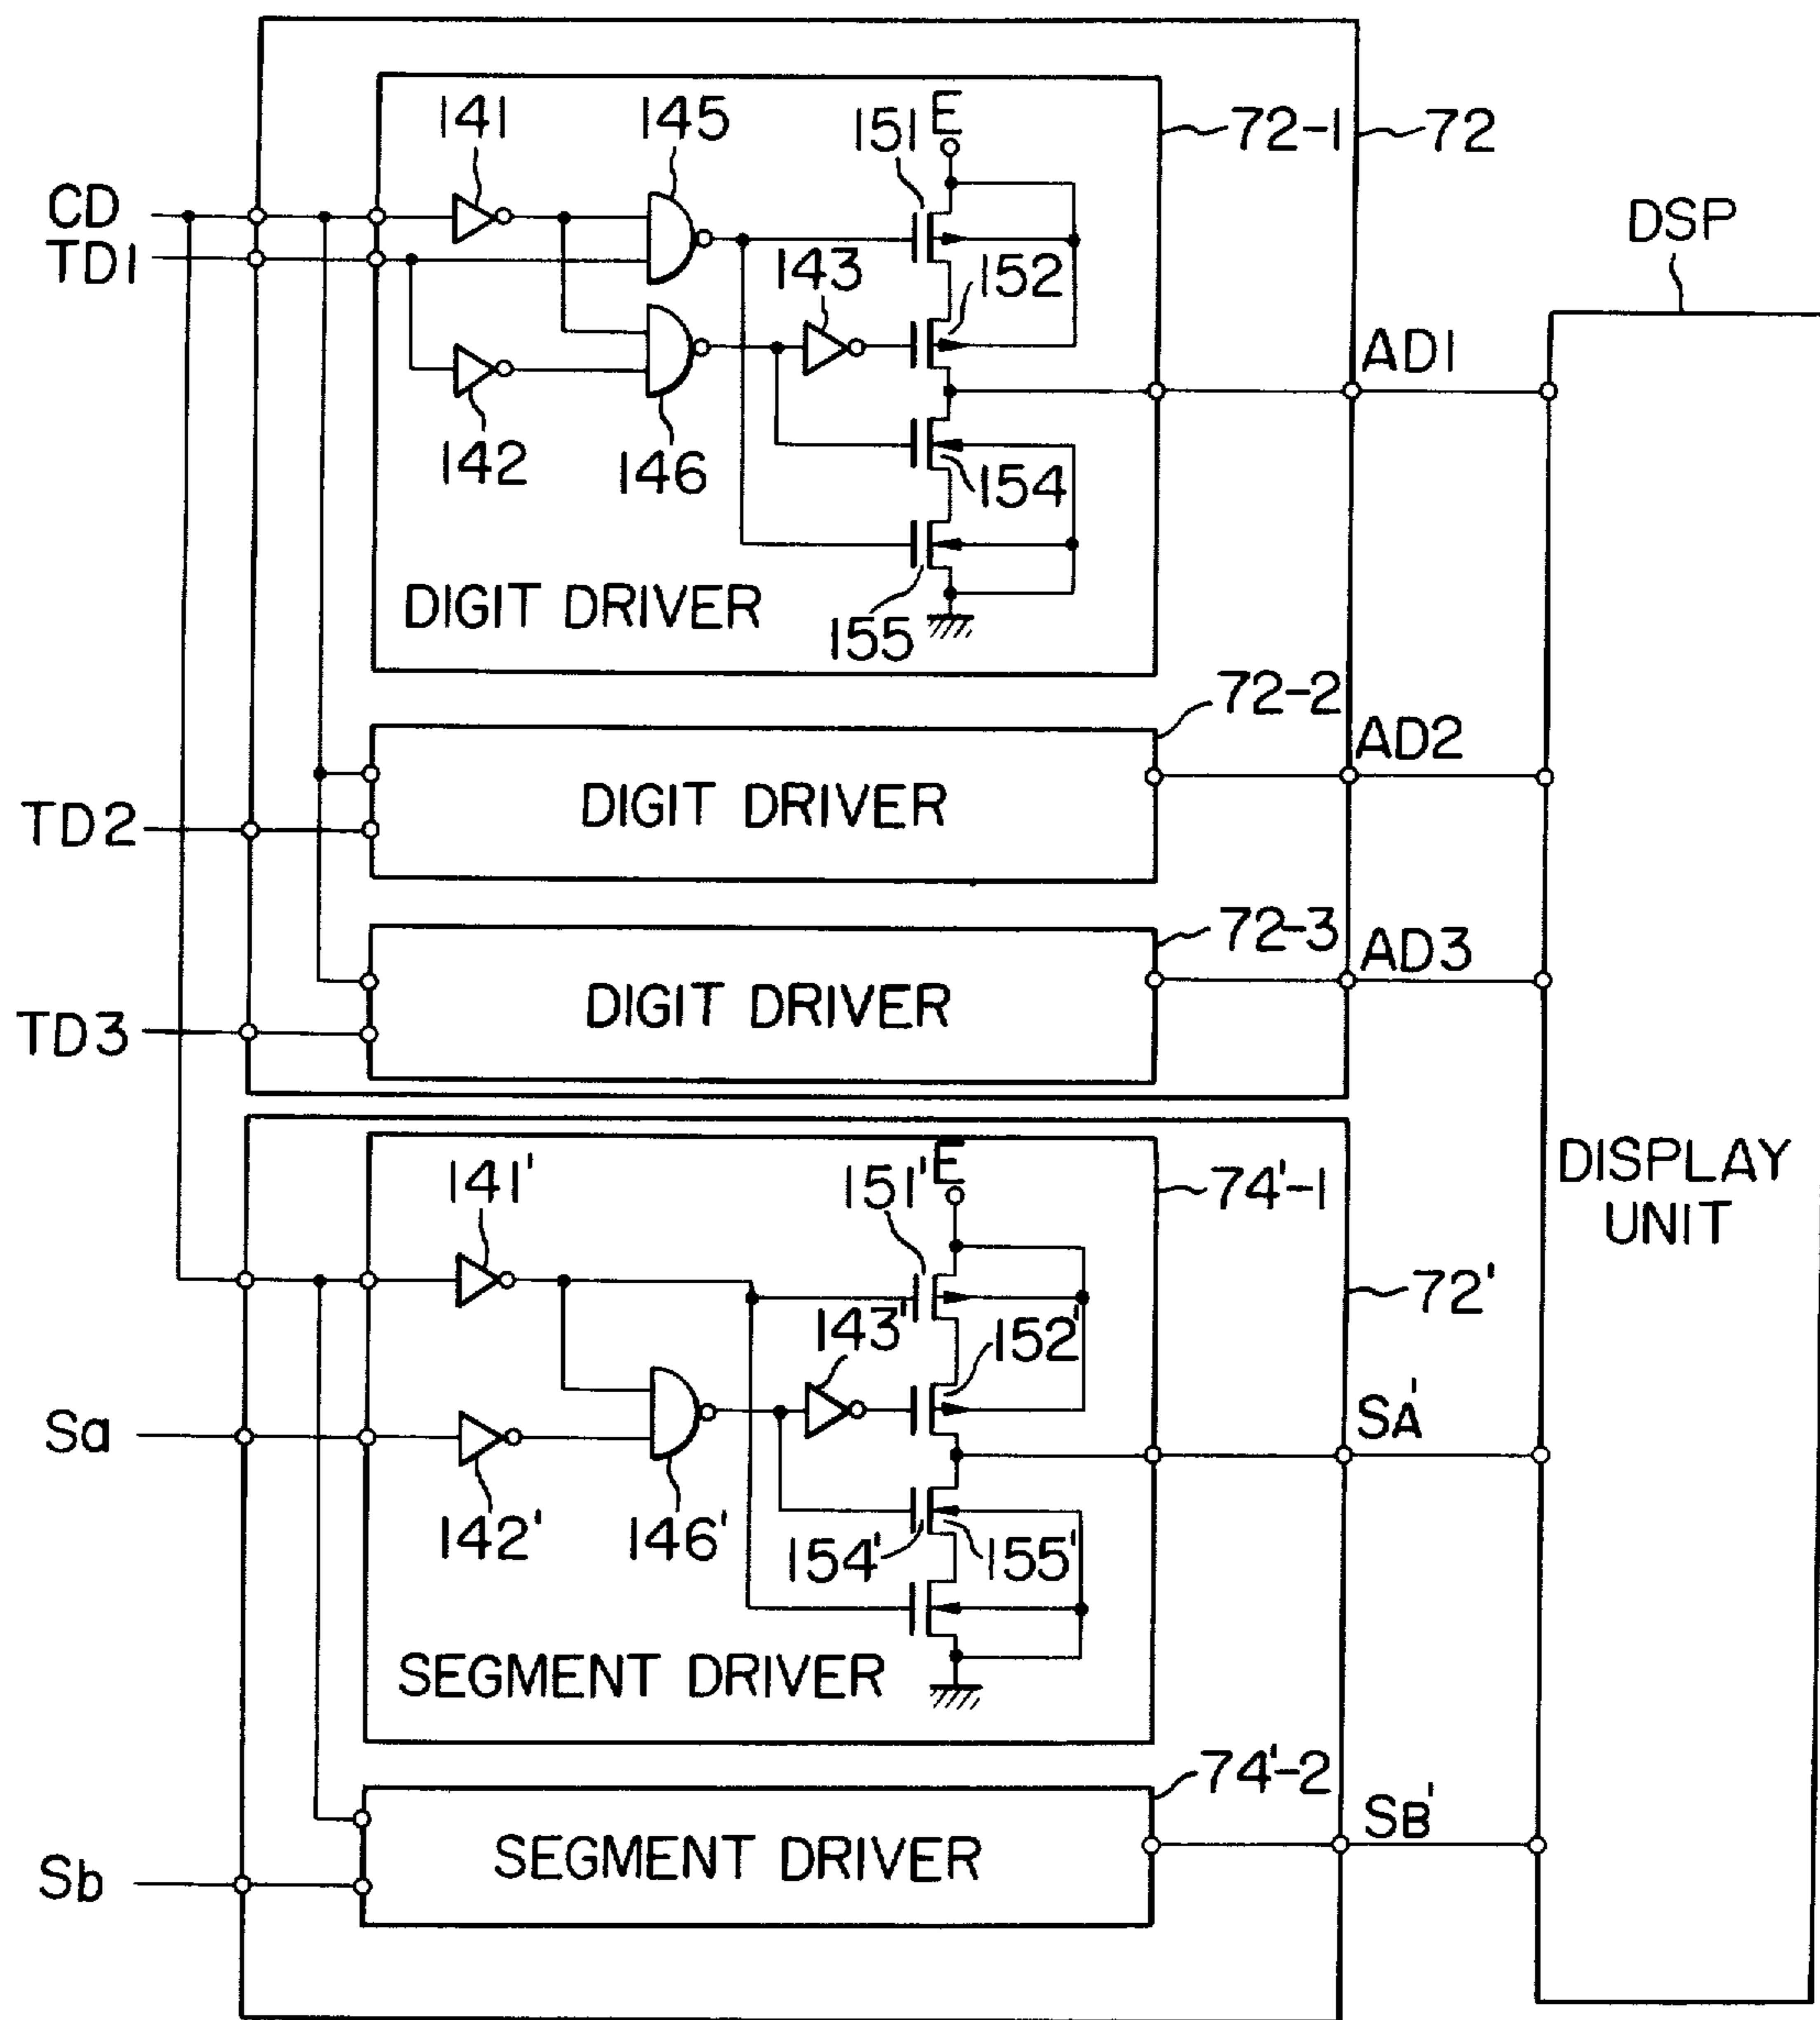 141
145
151
E
72-1
72
CD
TD1
143
152
DSP
AD1
142
146
154
155
DIGIT DRIVER
72-2
AD2
TD2
DIGIT DRIVER
72-3
AD3
TD3
DIGIT DRIVER
DISPLAY
UNIT
141'
151'
E
74'-1
72'
143'
152'
Sa
SA'
142'
146'
154'
155'
SEGMENT DRIVER
74'-2
SB'
Sb
SEGMENT DRIVER